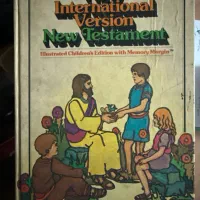 International
Version
New Testament
Illustrated Children's Edition with Memory Margin